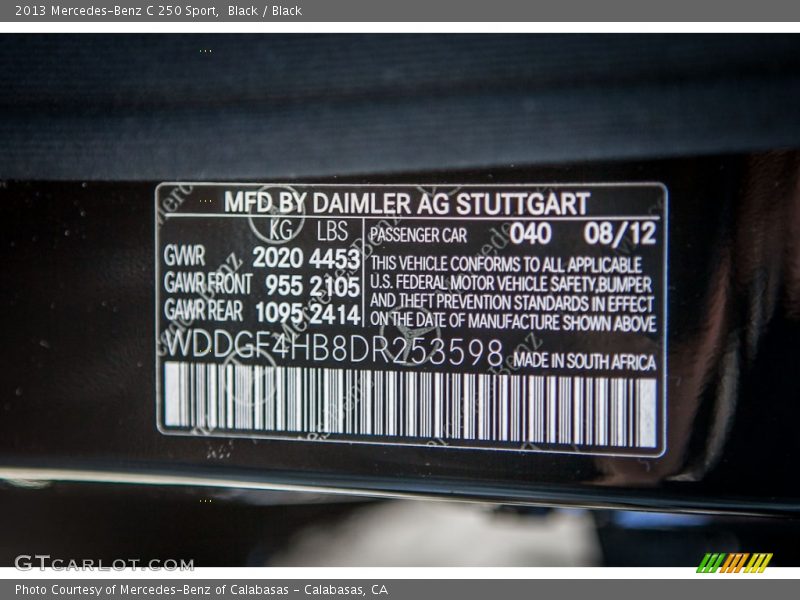 2013 Mercedes-Benz C 250 Sport, Black / Black
MFD BY DAIMLER AG STUTTGART
KG LBS PASSENGER CAR 040 08/12
GWR 2020 4453
GAWR FRONT 955 2105
GAWR REAR 1095 2414
THIS VEHICLE CONFORMS TO ALL APPLICABLE
U.S. FEDERAL MOTOR VEHICLE SAFETY,BUMPER
AND THEFT PREVENTION STANDARDS IN EFFECT
ON THE DATE OF MANUFACTURE SHOWN ABOVE
WDDGF4HB8DR253598 MADE IN SOUTH AFRICA
GTCARLOT.COM
Photo Courtesy of Mercedes-Benz of Calabasas - Calabasas, CA